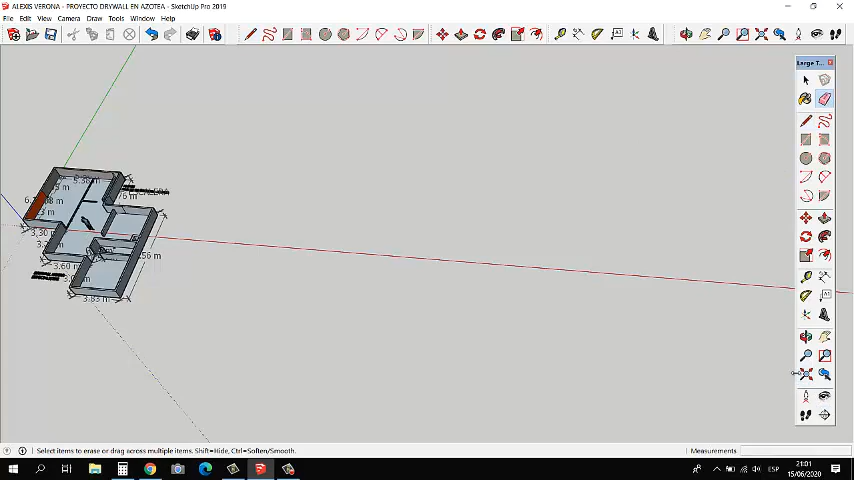 ALEXIS VERONA - PROYECTO DRYWALL EN AZOTEA - SketchUp Pro 2019
File Edit View Camera Draw Tools Window Help
Large T...
3.30 m
3.60 m
3.83 m
Select items to erase or drag across multiple items. Shift=Hide, Ctrl=Soften/Smooth.
Measurements
ESP
21:01
15/06/2020